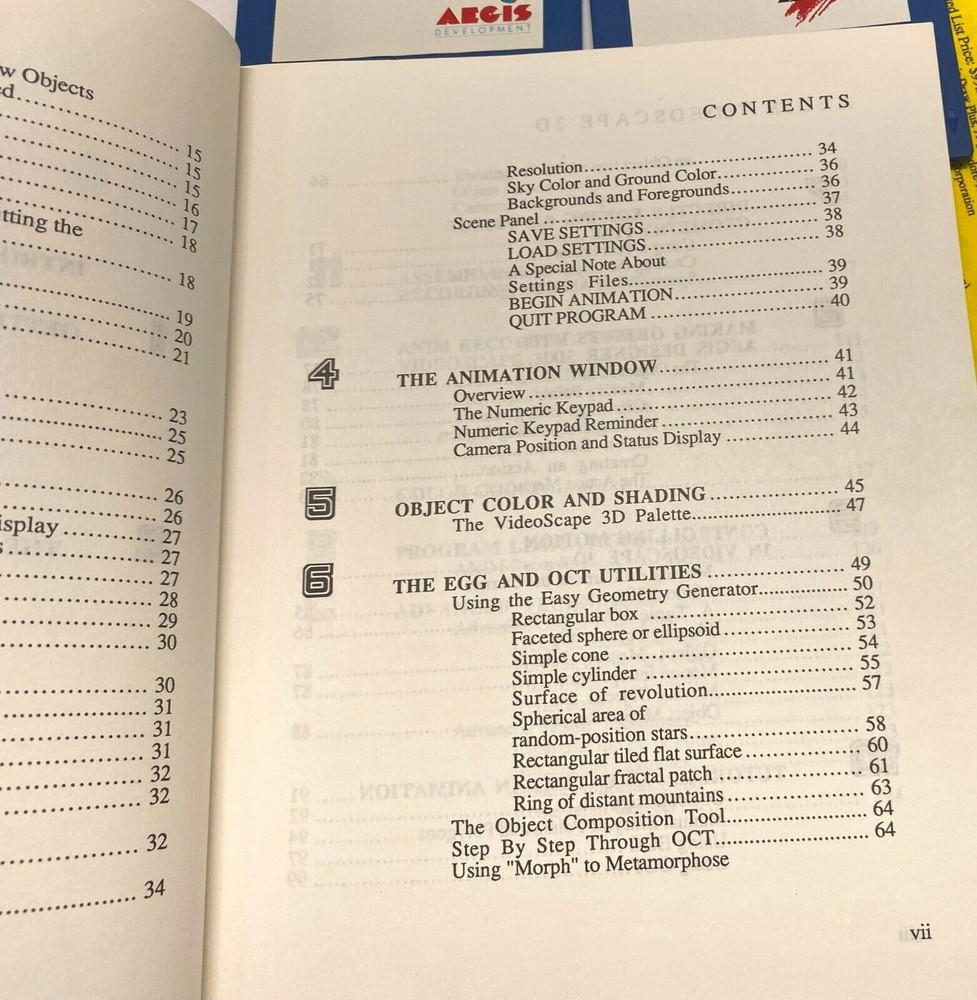 AEGIS
DEVELOPMENT
w Objects
ed
15
15
15
16
17
tting the
18
18
19
20
21
23
25
25
26
26
isplay 27
27
27
28
29
30
30
31
31
31
32
32
32
34
CONTENTS
Resolution 34
Sky Color and Ground Color 36
Backgrounds and Foregrounds 36
Scene Panel 37
SAVE SETTINGS 38
LOAD SETTINGS 38
A Special Note About
Settings Files 39
BEGIN ANIMATION 39
QUIT PROGRAM 40
4 THE ANIMATION WINDOW 41
Overview 41
The Numeric Keypad 42
Numeric Keypad Reminder 43
Camera Position and Status Display 44
5 OBJECT COLOR AND SHADING 45
The VideoScape 3D Palette 47
6 THE EGG AND OCT UTILITIES 49
Using the Easy Geometry Generator 50
Rectangular box 52
Faceted sphere or ellipsoid 53
Simple cone 54
Simple cylinder 55
Surface of revolution 57
Spherical area of
random-position stars 58
Rectangular tiled flat surface 60
Rectangular fractal patch 61
Ring of distant mountains 63
The Object Composition Tool 64
Step By Step Through OCT 64
Using "Morph" to Metamorphose
vii
List Price:
Draw Plus,
orporation